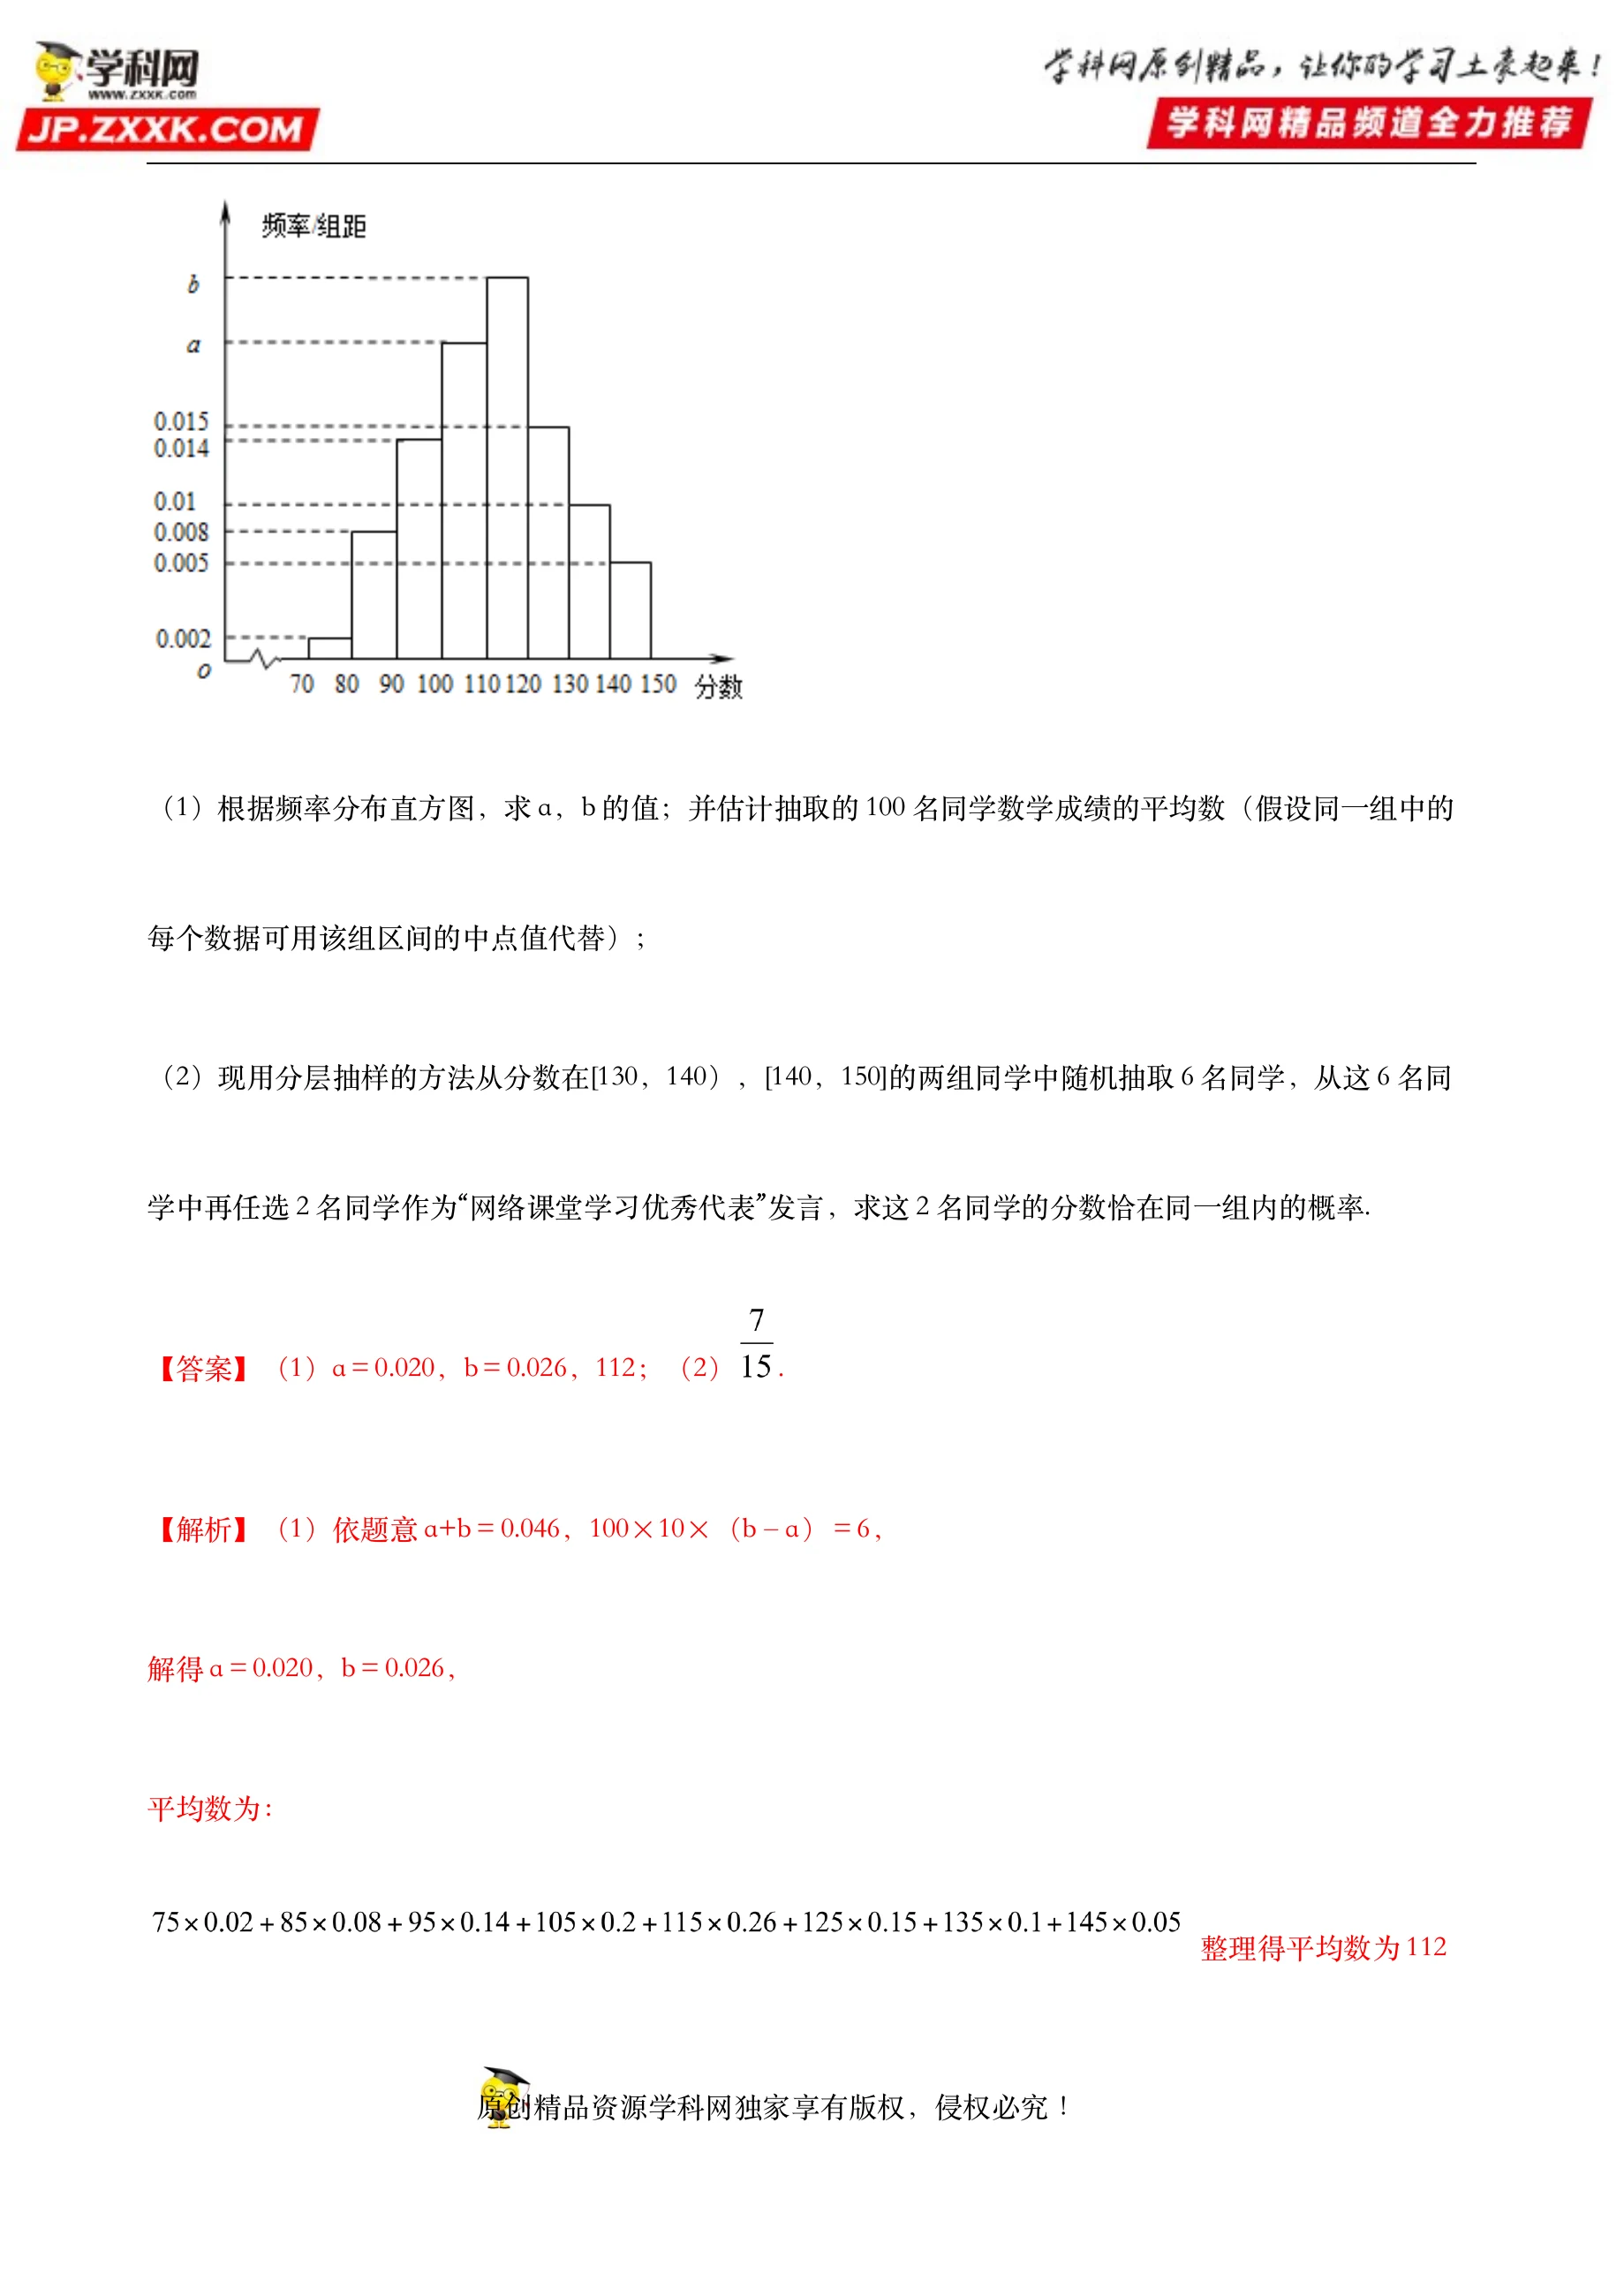 学科网
www.zxxk.com
JP.ZXXK.COM
学科网原创精品，让你的学习土豪起来！
学科网精品频道全力推荐
频率/组距
b
a
0.015
0.014
0.01
0.008
0.005
0.002
o
70 80 90 100 110 120 130 140 150 分数
（1）根据频率分布直方图，求 a，b 的值；并估计抽取的 100 名同学数学成绩的平均数（假设同一组中的
每个数据可用该组区间的中点值代替）；
（2）现用分层抽样的方法从分数在[130，140），[140，150]的两组同学中随机抽取 6 名同学，从这 6 名同
学中再任选 2 名同学作为“网络课堂学习优秀代表”发言，求这 2 名同学的分数恰在同一组内的概率.
【答案】（1）a＝0.020，b＝0.026，112；（2）7/15.
【解析】（1）依题意 a+b＝0.046，100×10×（b﹣a）＝6，
解得 a＝0.020，b＝0.026，
平均数为：
75×0.02+85×0.08+95×0.14+105×0.2+115×0.26+125×0.15+135×0.1+145×0.05 整理得平均数为 112
原创精品资源学科网独家享有版权，侵权必究！